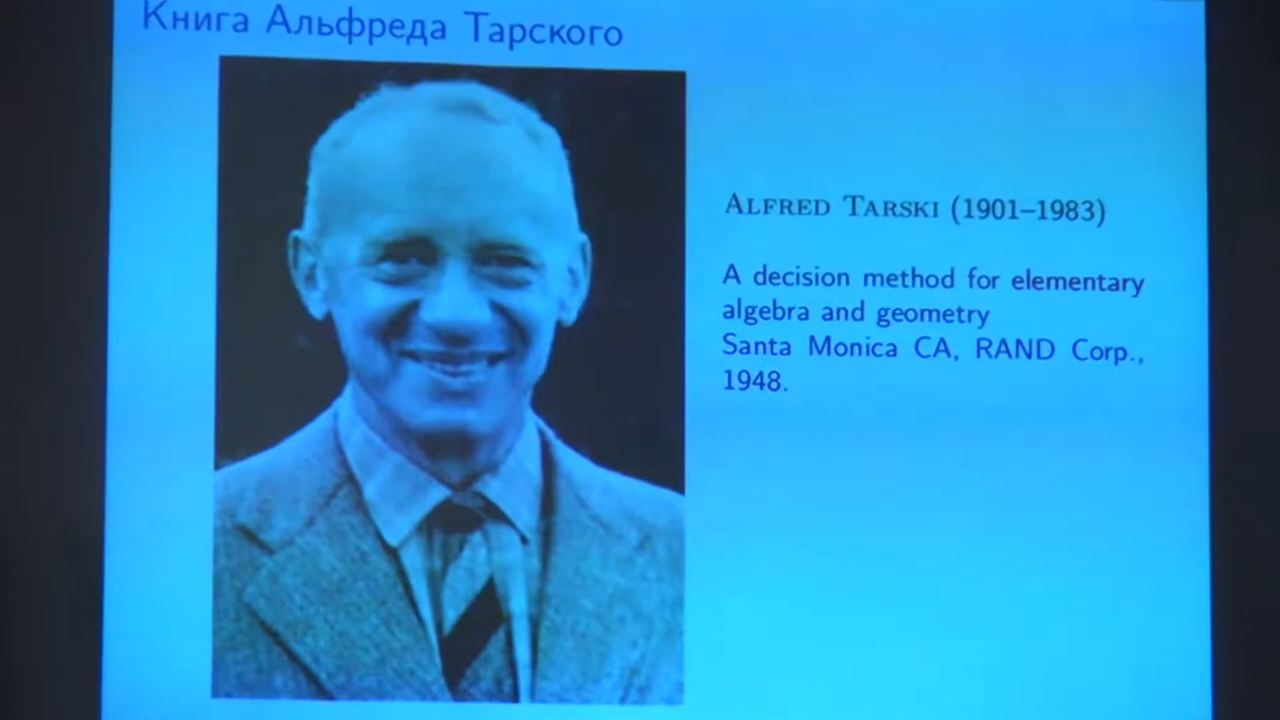 Книга Альфреда Тарского
ALFRED TARSKI (1901–1983)
A decision method for elementary
algebra and geometry
Santa Monica CA, RAND Corp.,
1948.